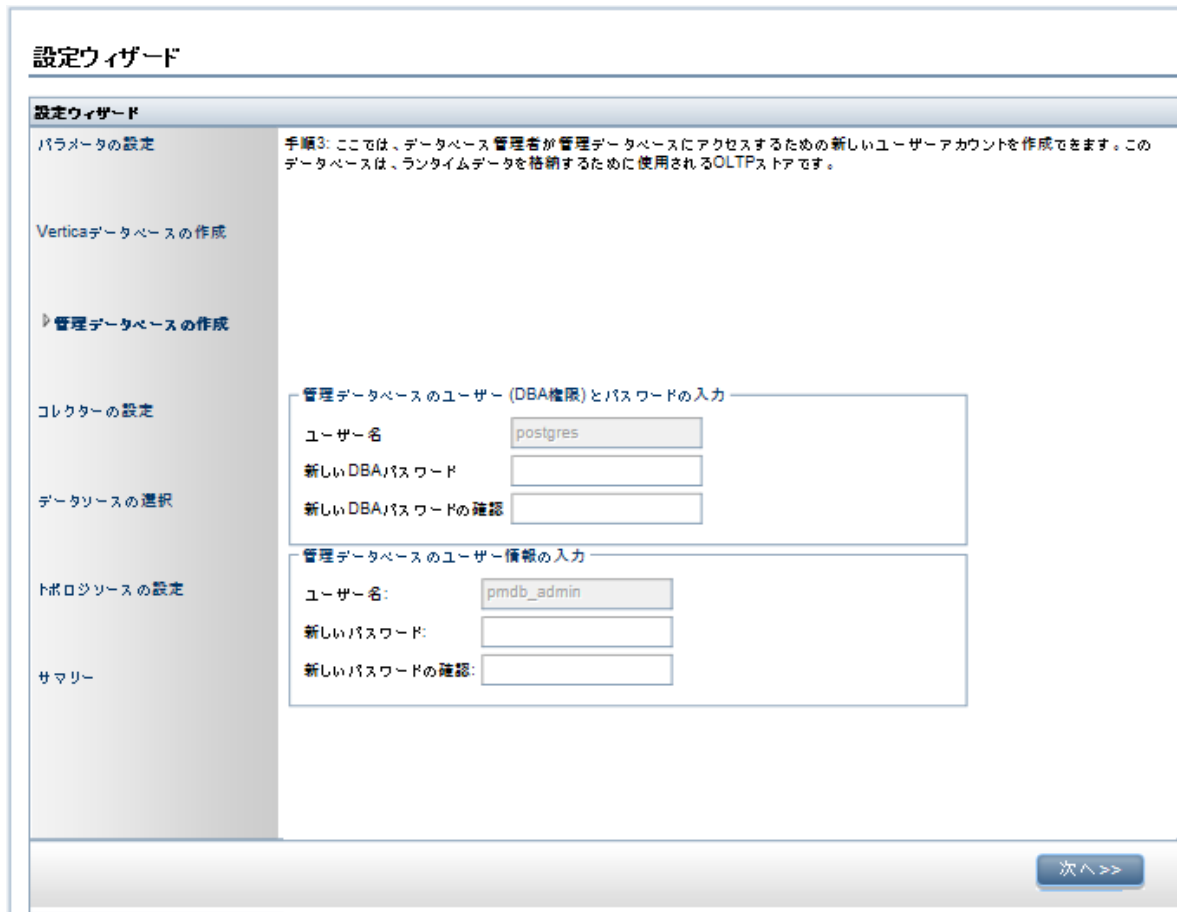 設定ウィザード
設定ウィザード
パラメータの設定
Verticaデータベースの作成
管理データベースの作成
コレクターの設定
データソースの選択
トポロジソースの設定
サマリー
手順3: ここでは、データベース管理者が管理データベースにアクセスするための新しいユーザーアカウントを作成できます。この
データベースは、ランタイムデータを格納するために使用されるOLTPストアです。
管理データベースのユーザー (DBA権限)とパスワードの入力
ユーザー名 postgres
新しいDBAパスワード
新しいDBAパスワードの確認
管理データベースのユーザー情報の入力
ユーザー名: pmdb_admin
新しいパスワード:
新しいパスワードの確認:
次へ>>